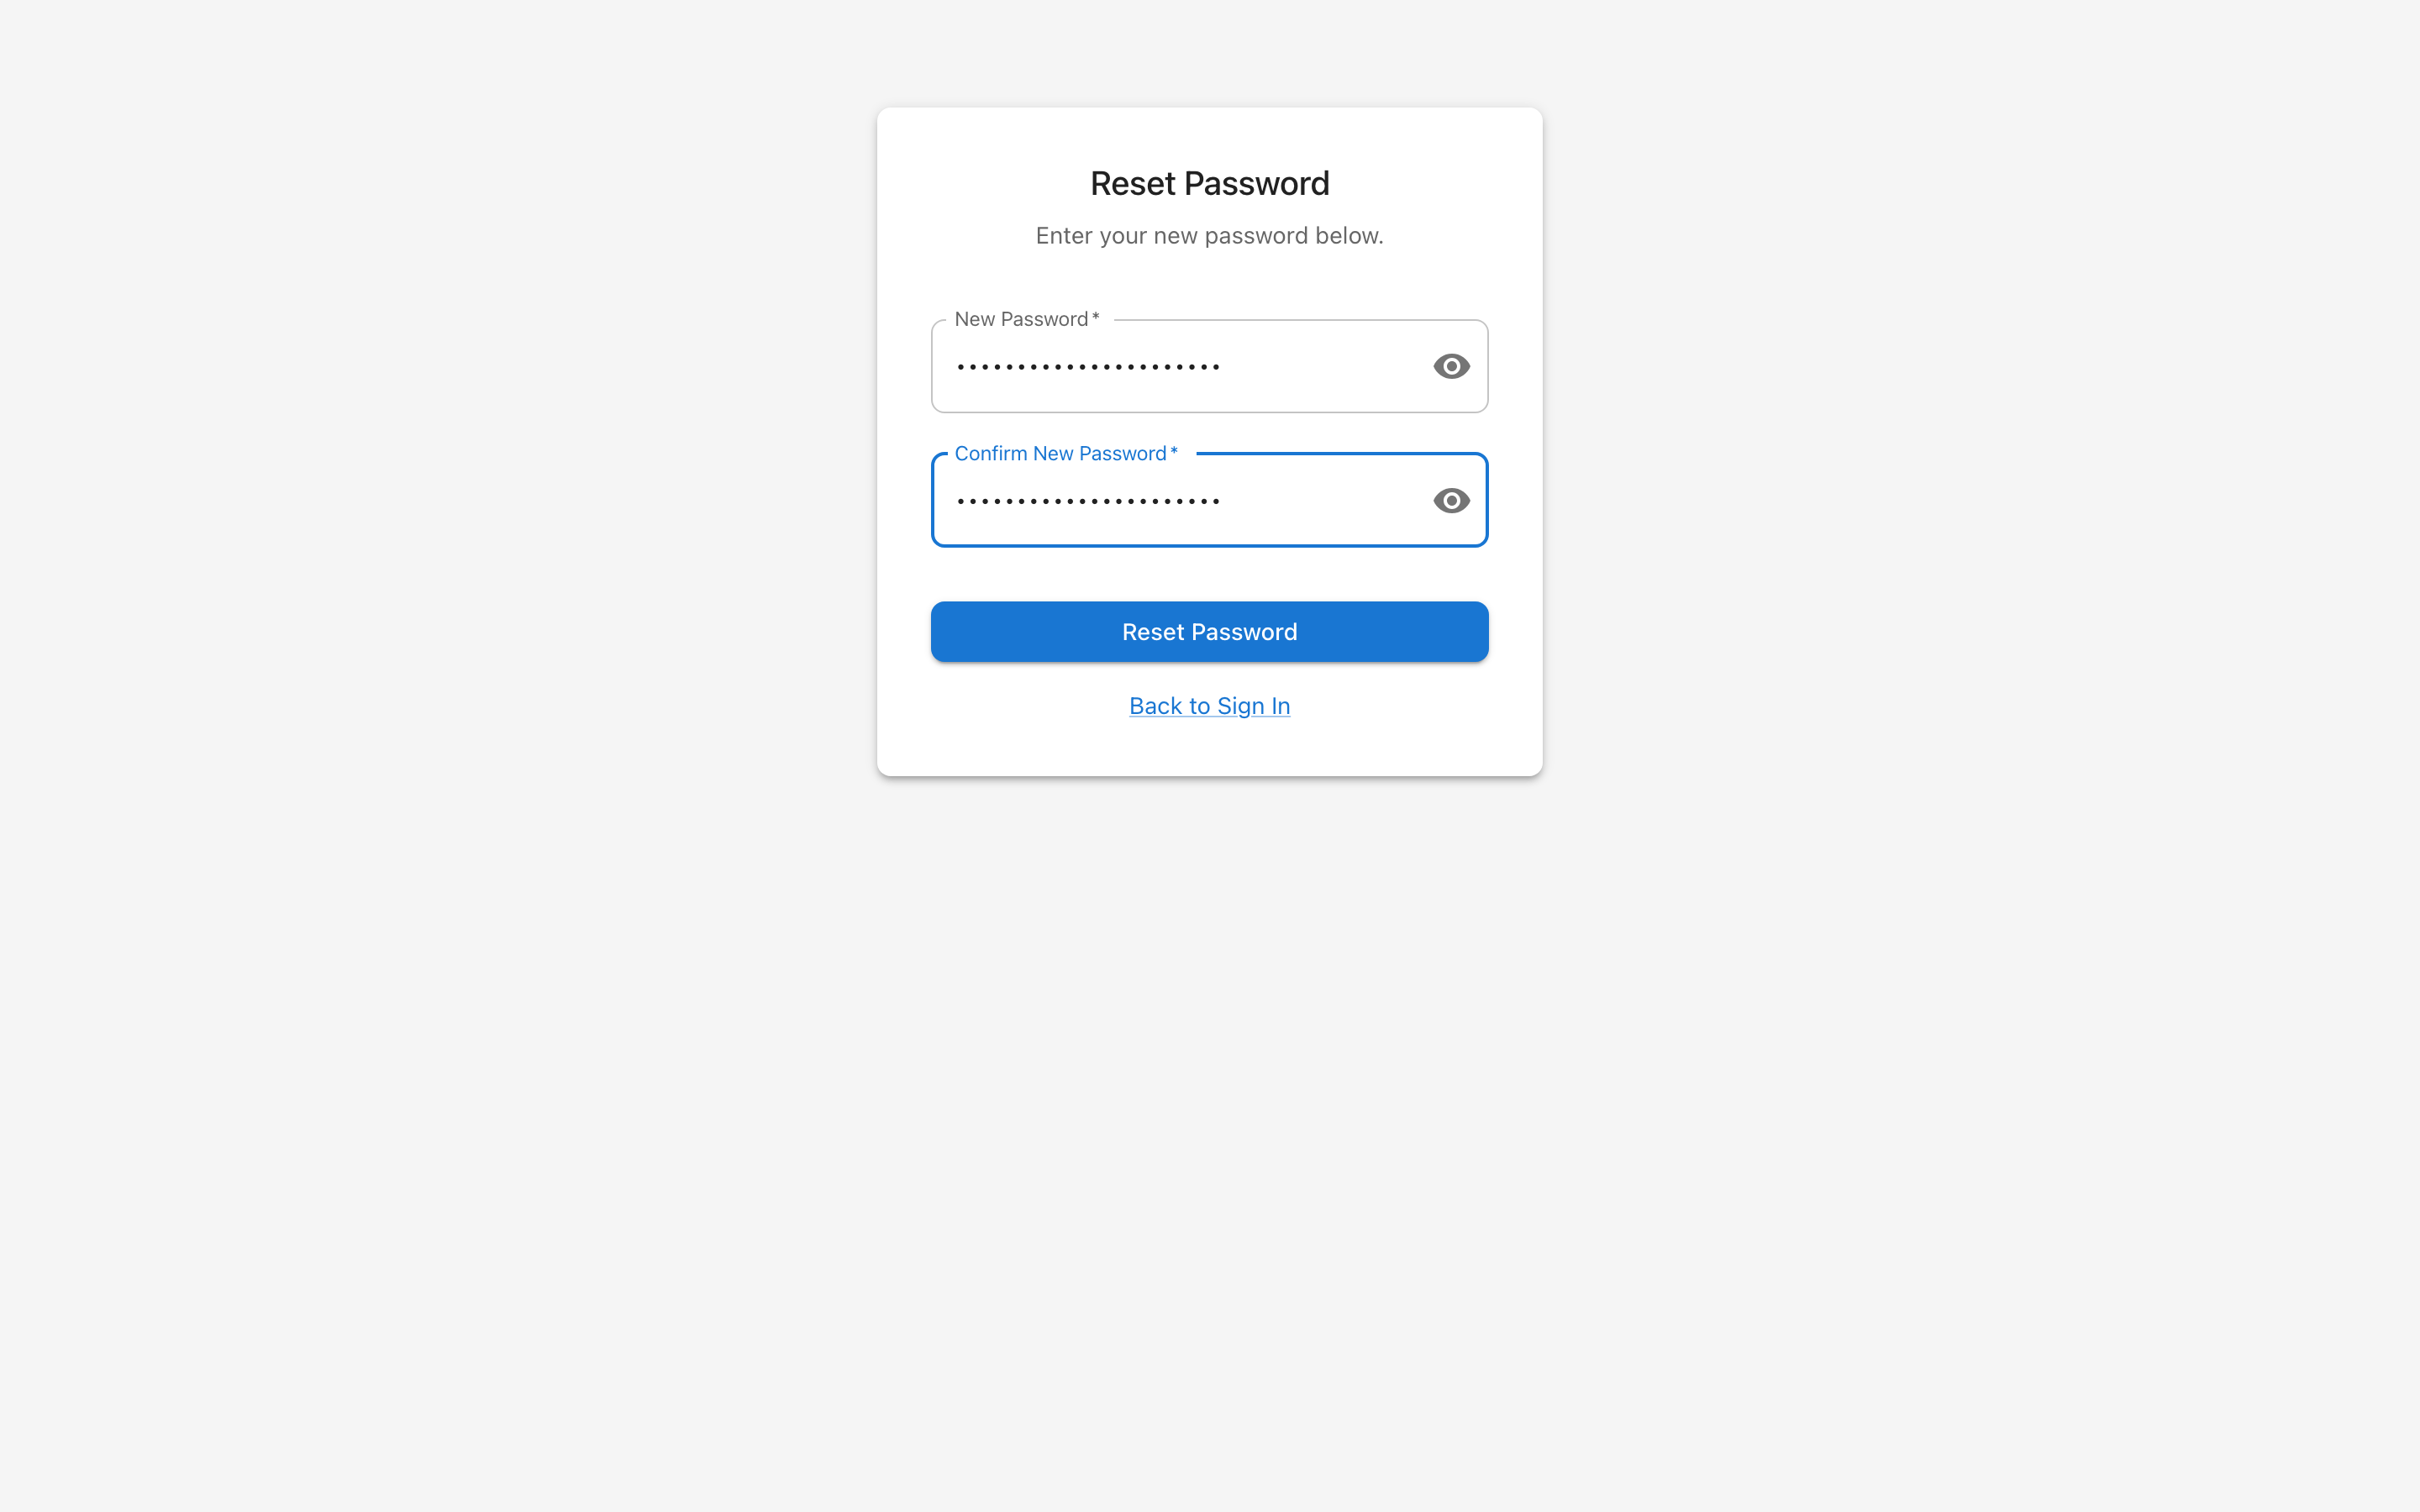 Reset Password
Enter your new password below.
New Password *
••••••••••••••••••••••
Confirm New Password *
••••••••••••••••••••••
Reset Password
Back to Sign In